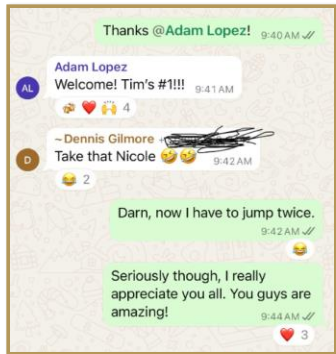 Thanks @Adam Lopez! 9:40 AM
Adam Lopez
AL
Welcome! Tim's #1!!! 9:41 AM
4
~Dennis Gilmore +
D
Take that Nicole 🤣🤣 9:42 AM
😂 2
Darn, now I have to jump twice.
9:42 AM
😂
Seriously though, I really
appreciate you all. You guys are
amazing! 9:44 AM
❤️ 3